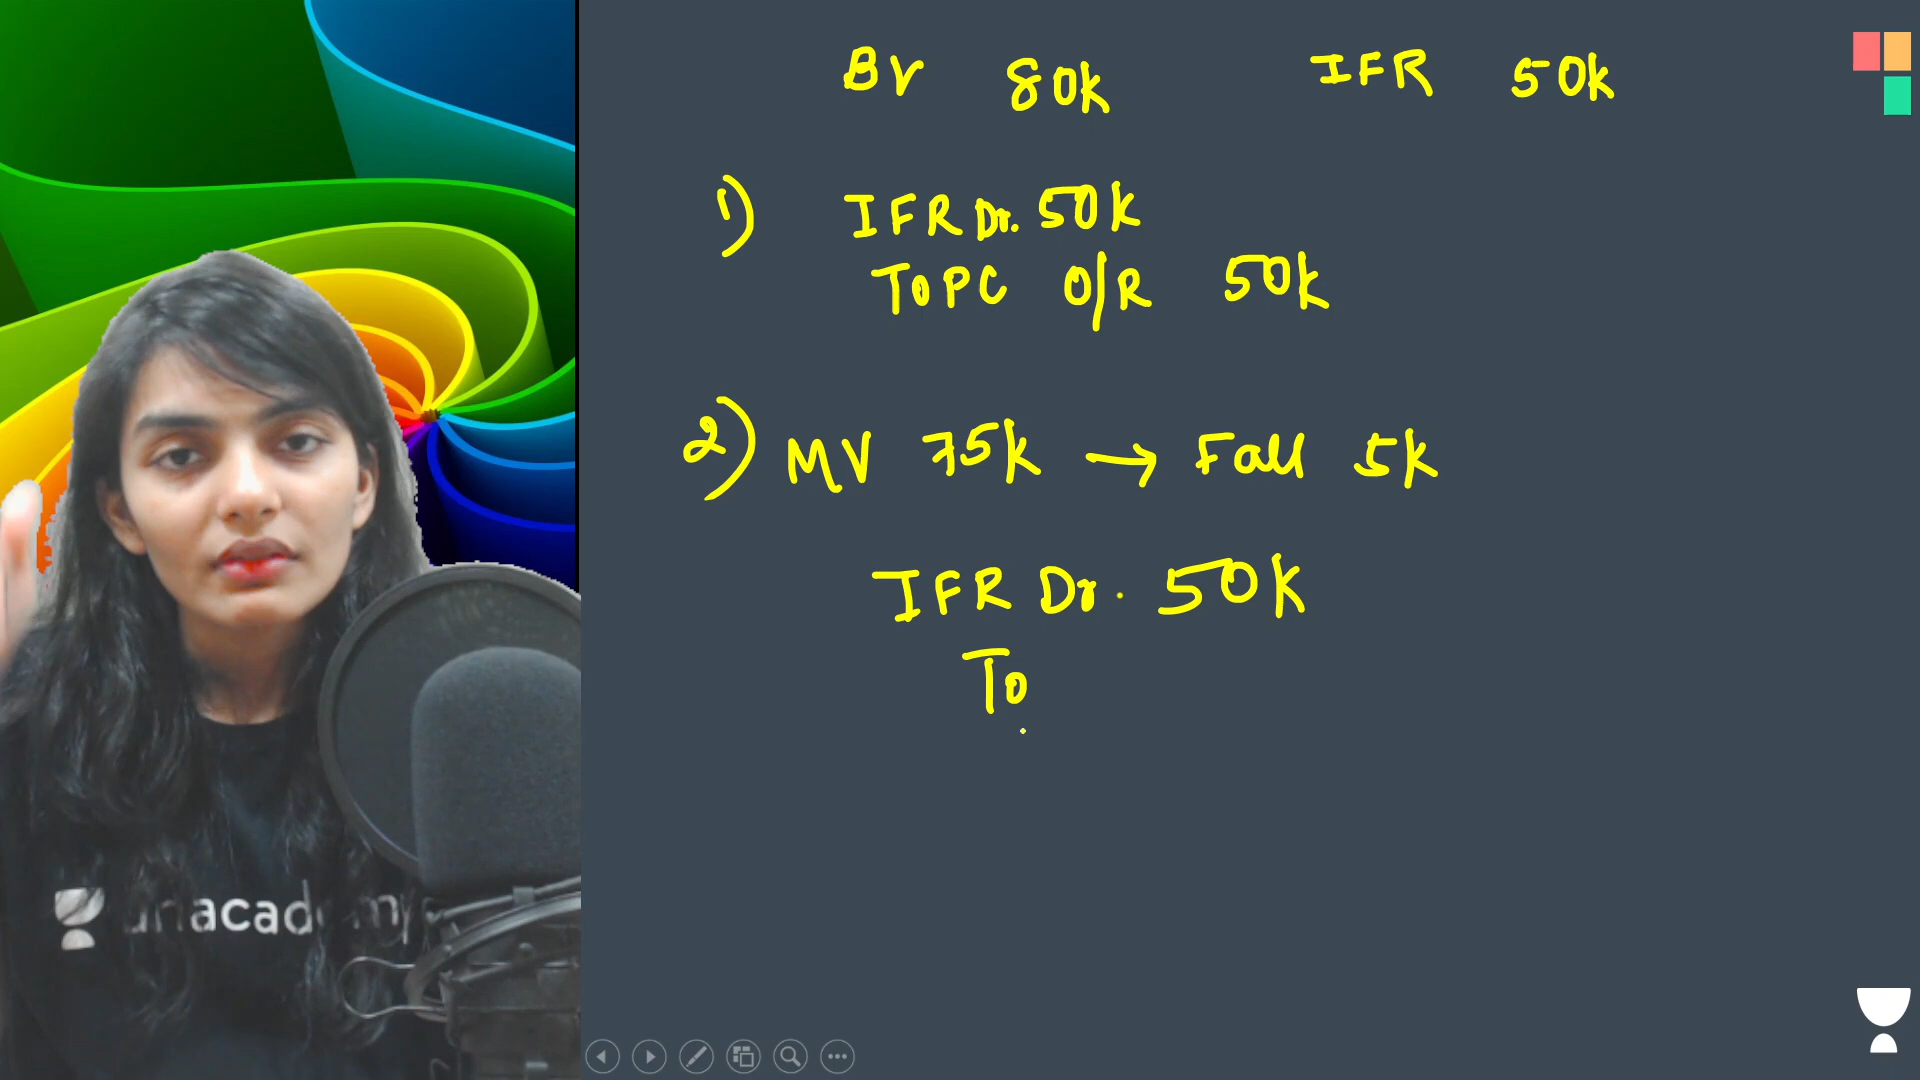 BV 80k IFR 50k
1) IFR Dr. 50k
To PC O/R 50k
2) MV 75k → Fall 5k
IFR Dr. 50k
To
unacademy